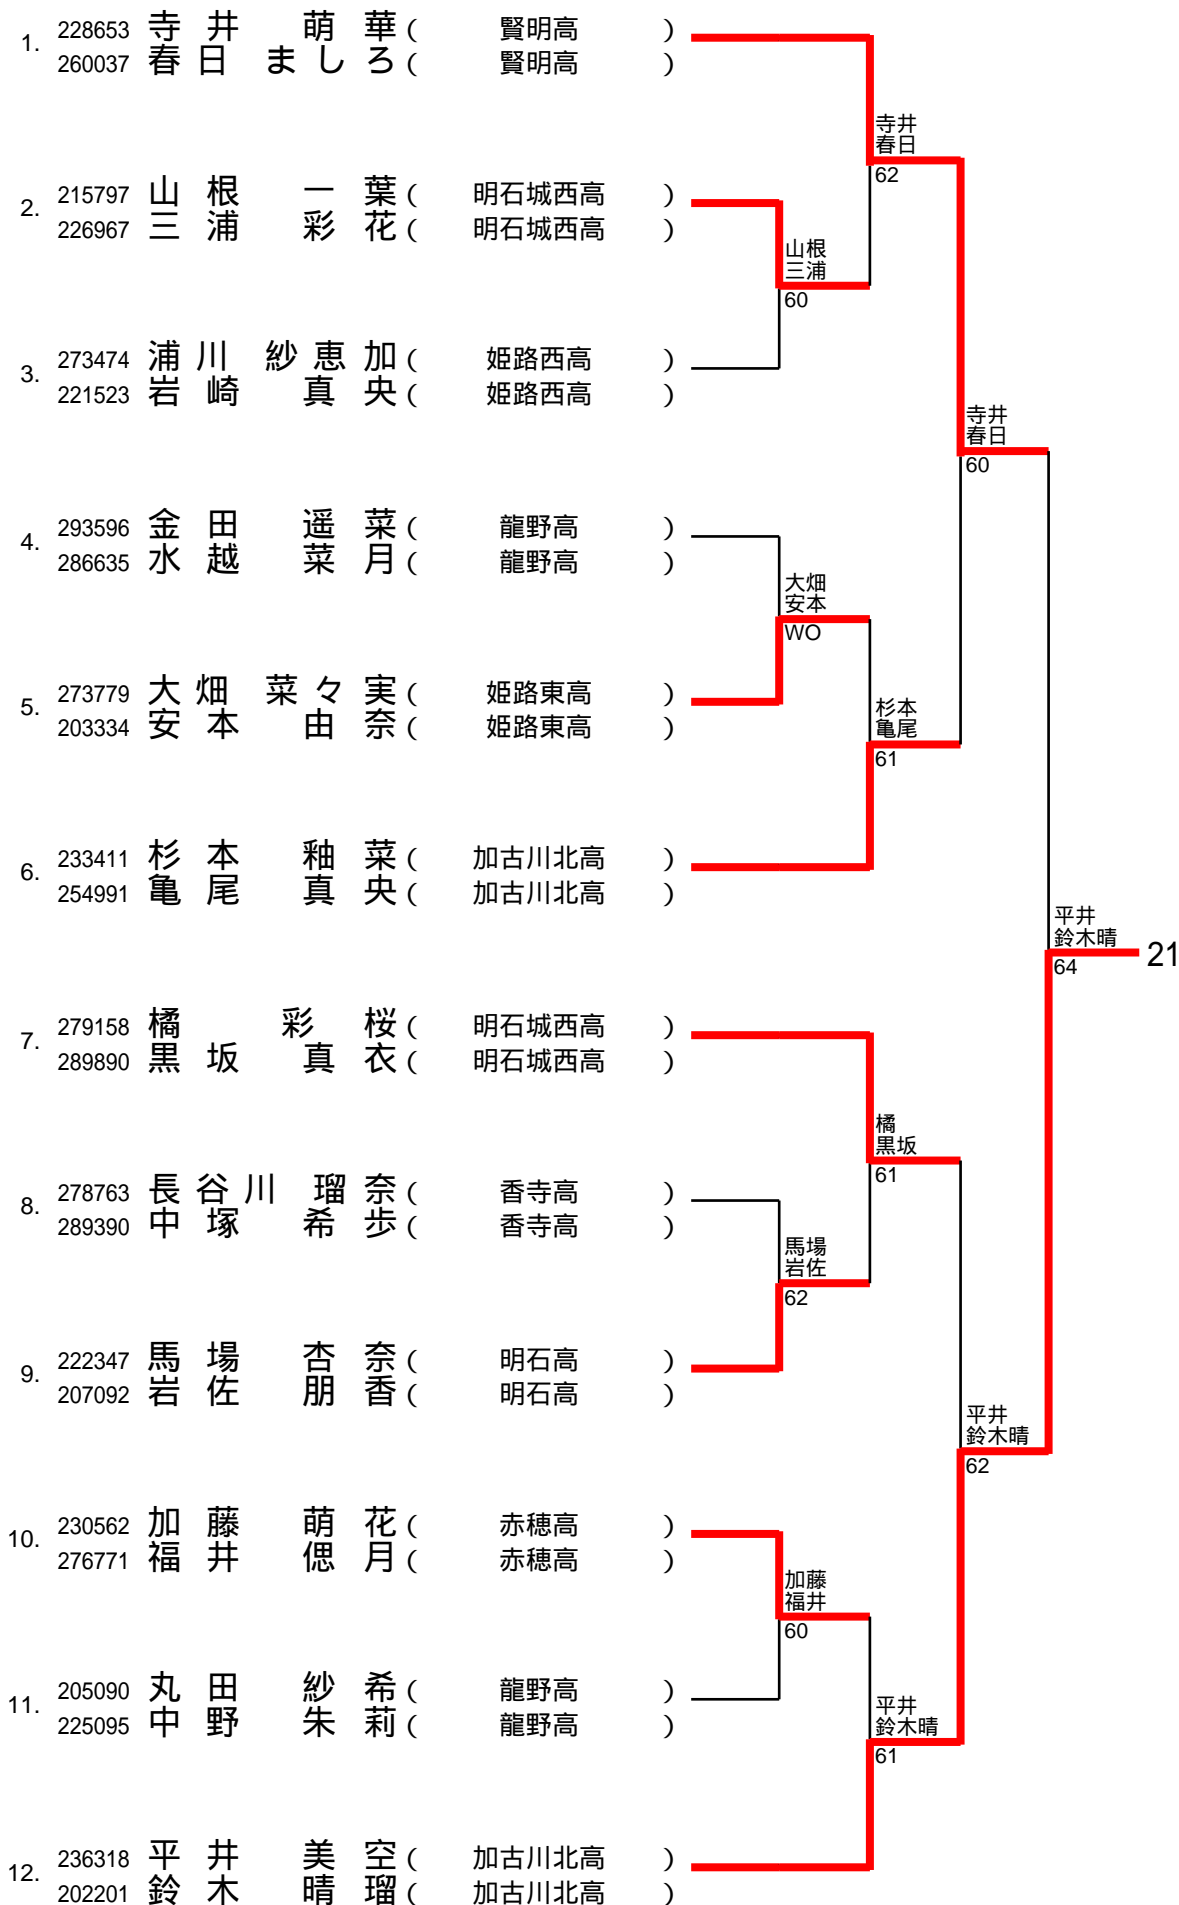 1. 228653 寺井 萌華 ( 賢明高 )
260037 春日 ましろ ( 賢明高 )
寺井
春日
62
2. 215797 山根 一葉 ( 明石城西高 )
226967 三浦 彩花 ( 明石城西高 )
山根
三浦
60
3. 273474 浦川 紗恵加 ( 姫路西高 )
221523 岩崎 真央 ( 姫路西高 )
寺井
春日
60
4. 293596 金田 遥菜 ( 龍野高 )
286635 水越 菜月 ( 龍野高 )
大畑
安本
WO
5. 273779 大畑 菜々実 ( 姫路東高 )
203334 安本 由奈 ( 姫路東高 )
杉本
亀尾
61
6. 233411 杉本 釉菜 ( 加古川北高 )
254991 亀尾 真央 ( 加古川北高 )
平井
鈴木晴
64
21
7. 279158 橘 彩桜 ( 明石城西高 )
289890 黒坂 真衣 ( 明石城西高 )
橘
黒坂
61
8. 278763 長谷川 瑠奈 ( 香寺高 )
289390 中塚 希歩 ( 香寺高 )
馬場
岩佐
62
9. 222347 馬場 杏奈 ( 明石高 )
207092 岩佐 朋香 ( 明石高 )
平井
鈴木晴
62
10. 230562 加藤 萌花 ( 赤穂高 )
276771 福井 偲月 ( 赤穂高 )
加藤
福井
60
11. 205090 丸田 紗希 ( 龍野高 )
225095 中野 朱莉 ( 龍野高 )
平井
鈴木晴
61
12. 236318 平井 美空 ( 加古川北高 )
202201 鈴木 晴瑠 ( 加古川北高 )